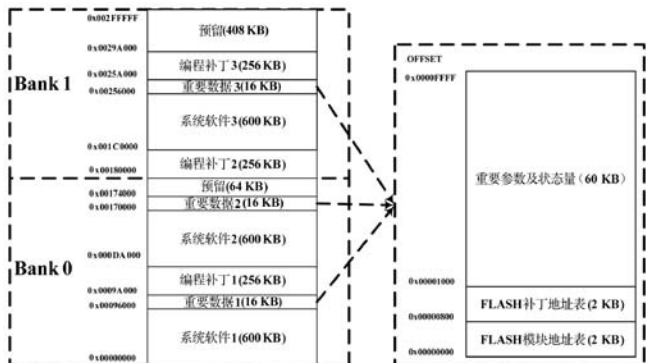 0x002FFFFF
预留(408 KB)
0x0029A000
编程补丁3(256 KB)
0x0025A000
Bank 1
重要数据3(16 KB)
0x00256000
系统软件3(600 KB)
0x001C0000
编程补丁2(256 KB)
0x00180000
预留(64 KB)
0x00174000
重要数据2(16 KB)
0x00170000
系统软件2(600 KB)
0x000DA000
Bank 0
编程补丁1(256 KB)
0x0009A000
重要数据1(16 KB)
0x00096000
系统软件1(600 KB)
0x00000000
OFFSET
0x0000FFFF
重要参数及状态量(60 KB)
0x00001000
FLASH补丁地址表(2 KB)
0x00000800
FLASH模块地址表(2 KB)
0x00000000